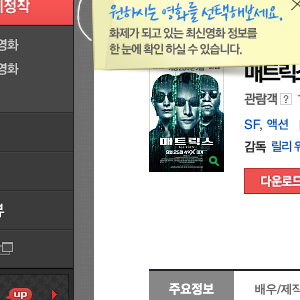 정작
원하시는 영화를 선택해보세요.
화제가 되고 있는 최신영화 정보를
한 눈에 확인 하실 수 있습니다.
영화
영화
매트릭스
관람객 ?
SF, 액션
감독 릴리 워
매트릭스
다운로드
up
주요정보
배우/제작